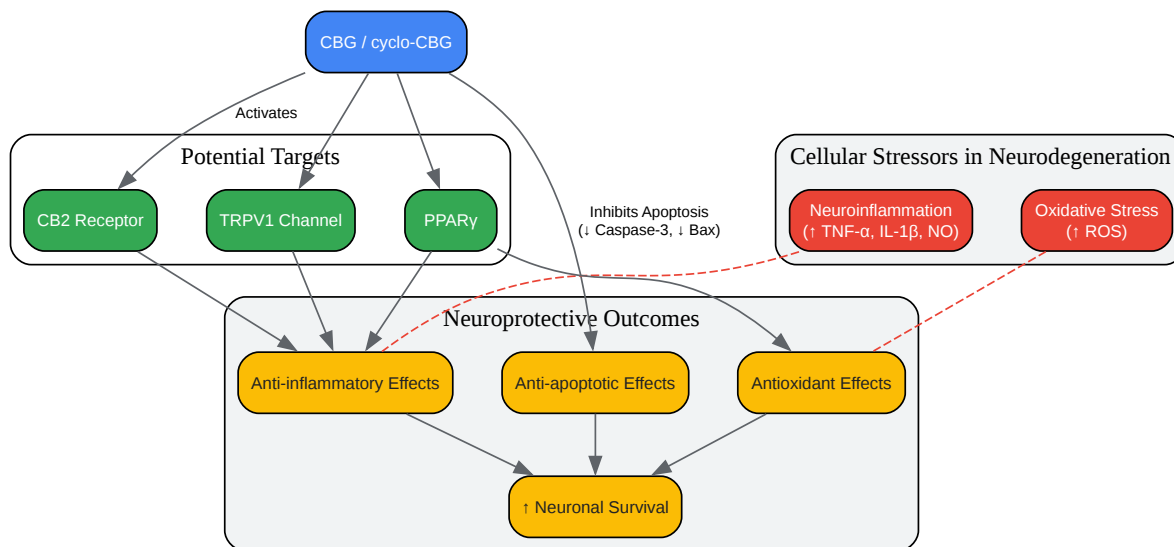 CBG / cyclo-CBG
Activates
Potential Targets
Cellular Stressors in Neurodegeneration
CB2 Receptor
TRPV1 Channel
PPARγ
Inhibits Apoptosis
(↓ Caspase-3, ↓ Bax)
Neuroinflammation
(↑ TNF-α, IL-1β, NO)
Oxidative Stress
(↑ ROS)
Neuroprotective Outcomes
Anti-inflammatory Effects
Anti-apoptotic Effects
Antioxidant Effects
↑ Neuronal Survival